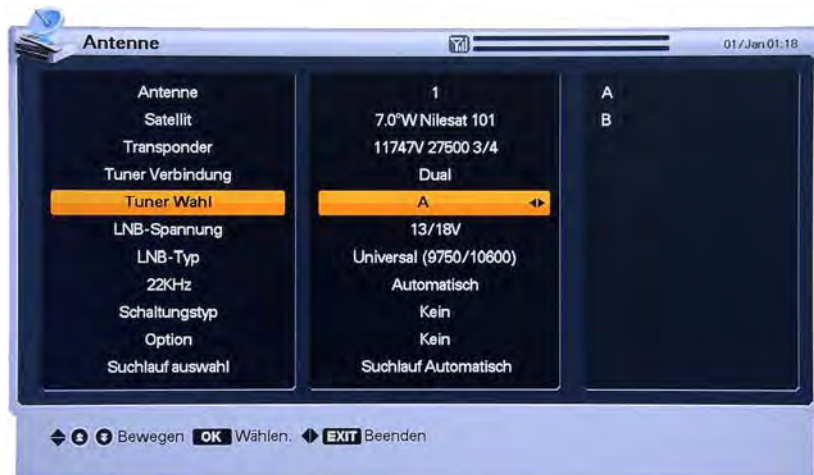 Antenne 01/Jan 01:18
Antenne 1 A
Satellit 7.0°W Nilesat 101 B
Transponder 11747V 27500 3/4
Tuner Verbindung Dual
Tuner Wahl A
LNB-Spannung 13/18V
LNB-Typ Universal (9750/10600)
22KHz Automatisch
Schaltungstyp Kein
Option Kein
Suchlauf auswahl Suchlauf Automatisch
Bewegen OK Wählen. EXIT Beenden